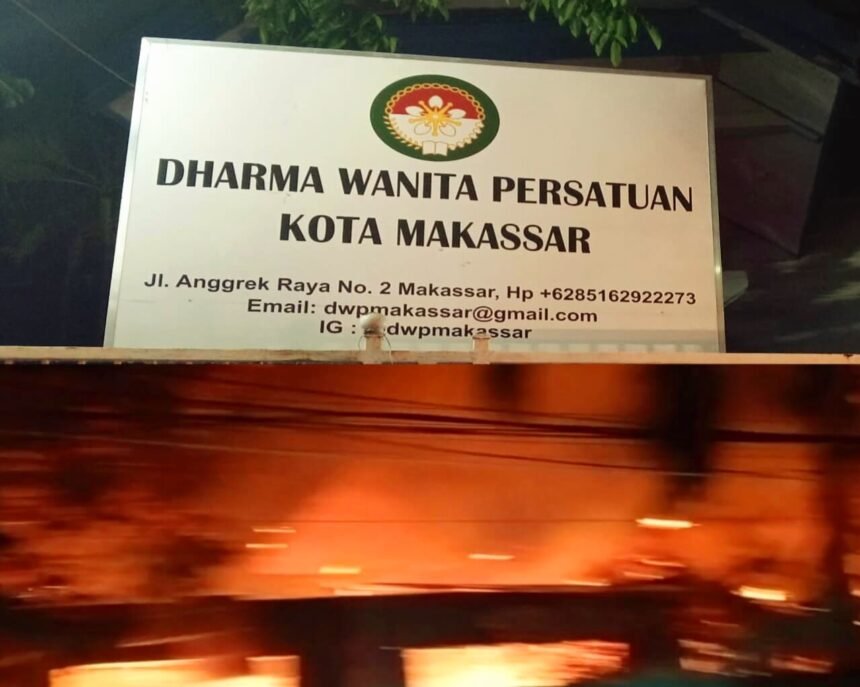 DHARMA WANITA PERSATUAN
KOTA MAKASSAR
Jl. Anggrek Raya No. 2 Makassar, Hp +6285162922273
Email: dwpmakassar@gmail.com
IG : dwpmakassar